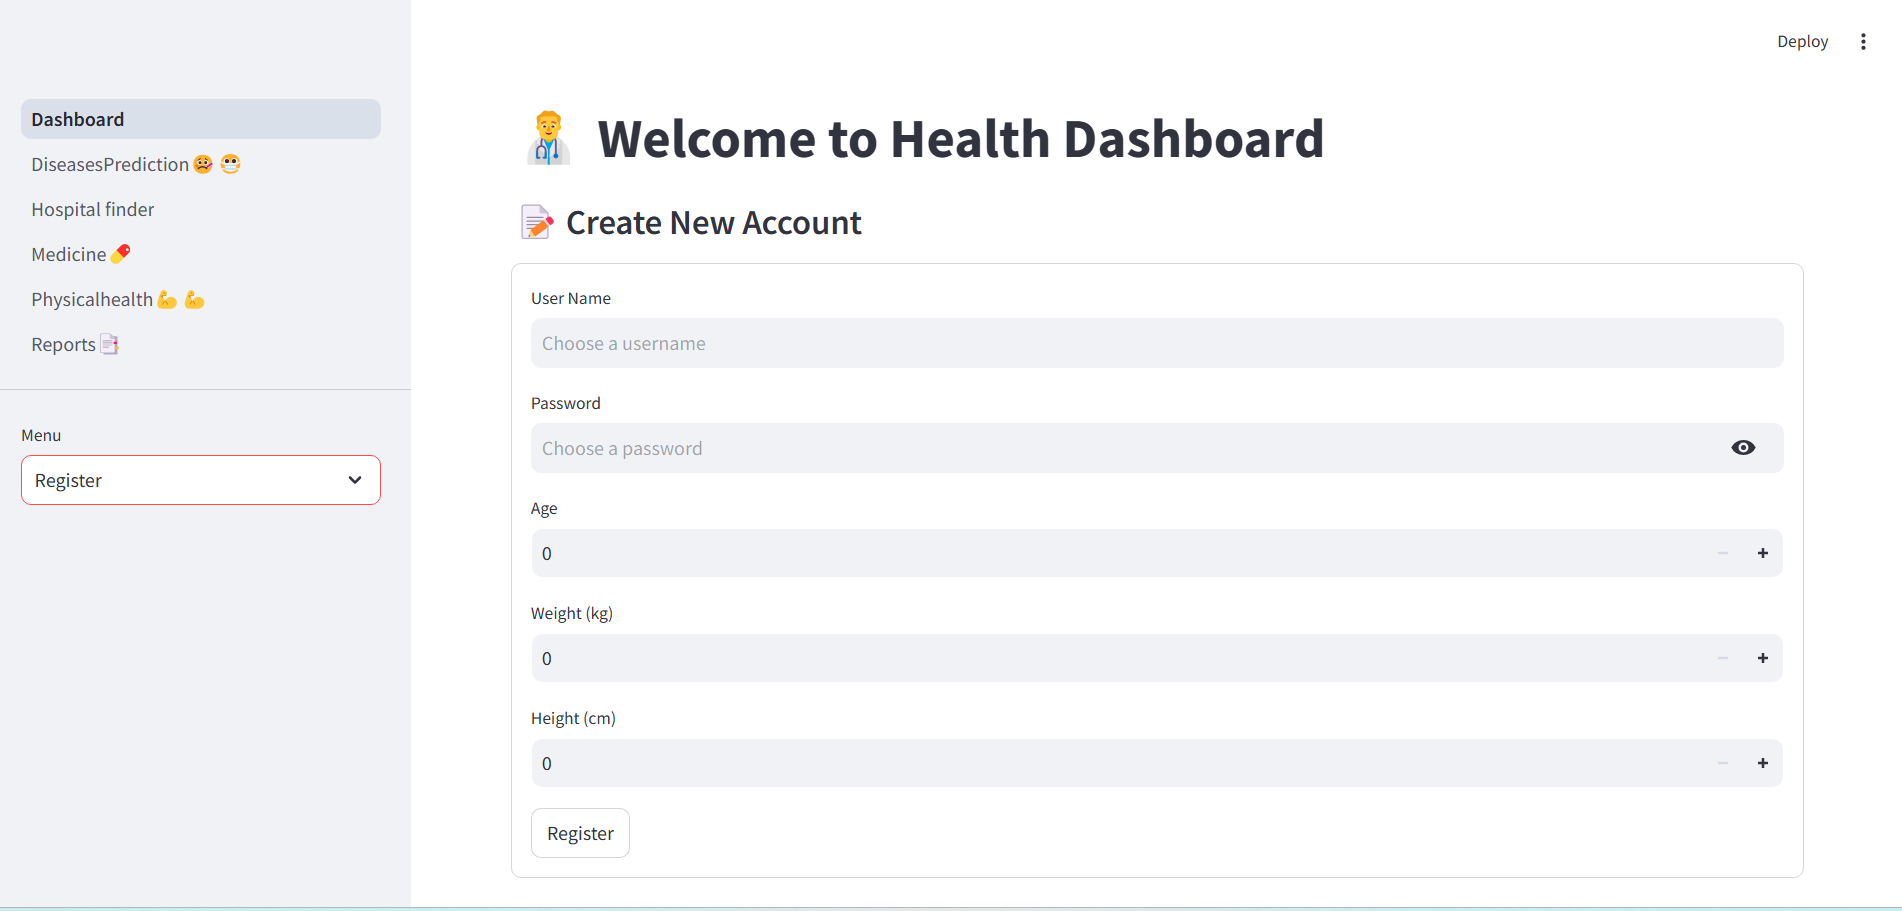 Deploy
Dashboard
DiseasesPrediction🤒 😷
Hospital finder
Medicine💊
Physicalhealth💪 💪
Reports📑
Menu
Register
👨‍⚕️ Welcome to Health Dashboard
📝 Create New Account
User Name
Choose a username
Password
Choose a password
Age
0
Weight (kg)
0
Height (cm)
0
Register